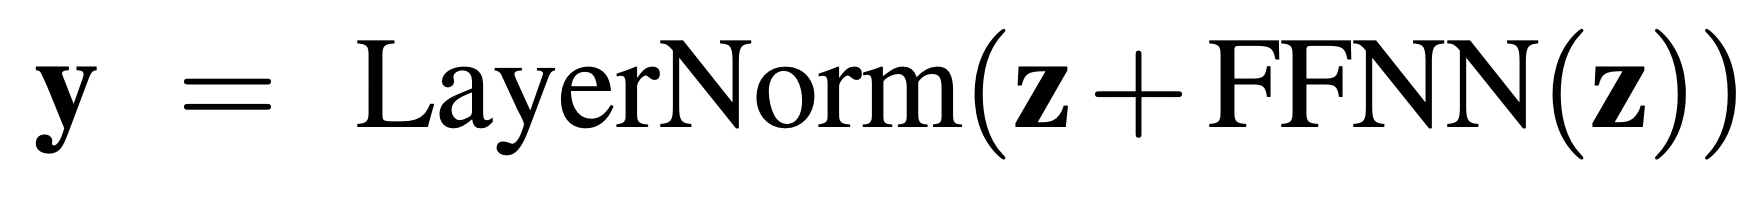 y = LayerNorm(z + FFNN(z))